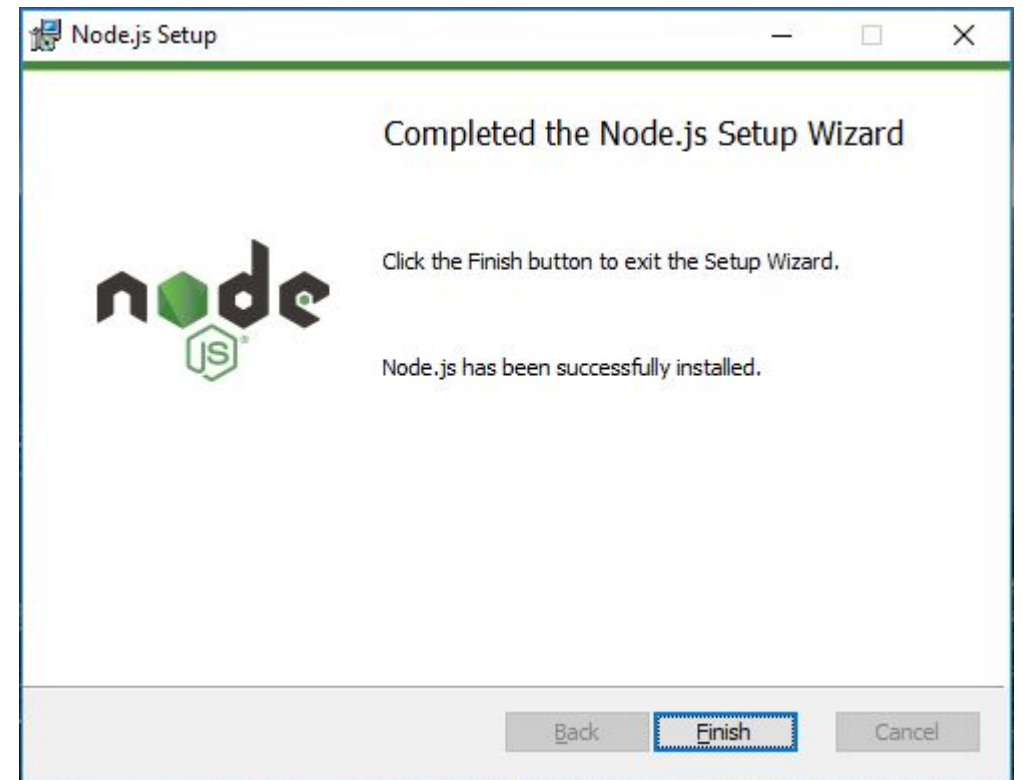 Node.js Setup
Completed the Node.js Setup Wizard
Click the Finish button to exit the Setup Wizard.
node
JS®
Node.js has been successfully installed.
Back Finish Cancel